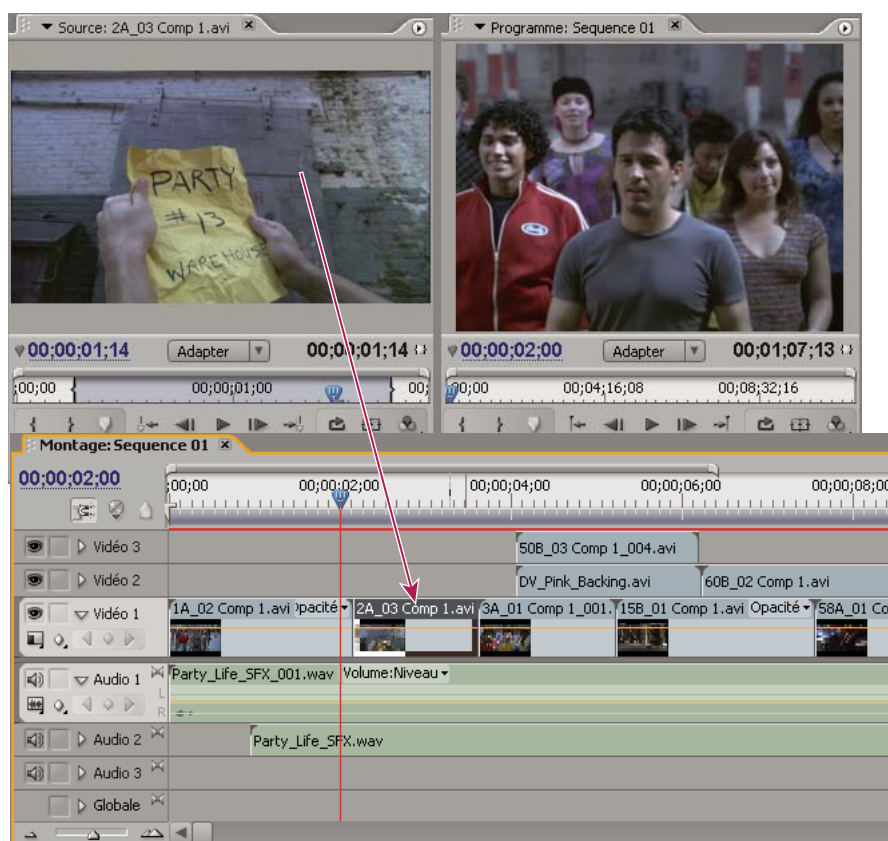 Source: 2A_03 Comp 1.avi
Programme: Sequence 01
PARTY
# 13
WAREHOUSE
00;00;01;14 Adapter 00;00;01;14
00;00;02;00 Adapter 00;01;07;13
;00;00 00;00;01;00 00;
00;00 00;04;16;08 00;08;32;16
Montage: Sequence 01
00;00;02;00
;00;00 00;00;02;00 00;00;04;00 00;00;06;00 00;00;08;00
Vidéo 3
50B_03 Comp 1_004.avi
Vidéo 2
DV_Pink_Backing.avi 60B_02 Comp 1.avi
Vidéo 1
1A_02 Comp 1.avi Opacité 2A_03 Comp 1.avi 3A_01 Comp 1_001. 15B_01 Comp 1.avi Opacité 58A_01 Co
Audio 1
Party_Life_SFX_001.wav Volume:Niveau
L
R
Audio 2
Party_Life_SFX.wav
Audio 3
Globale